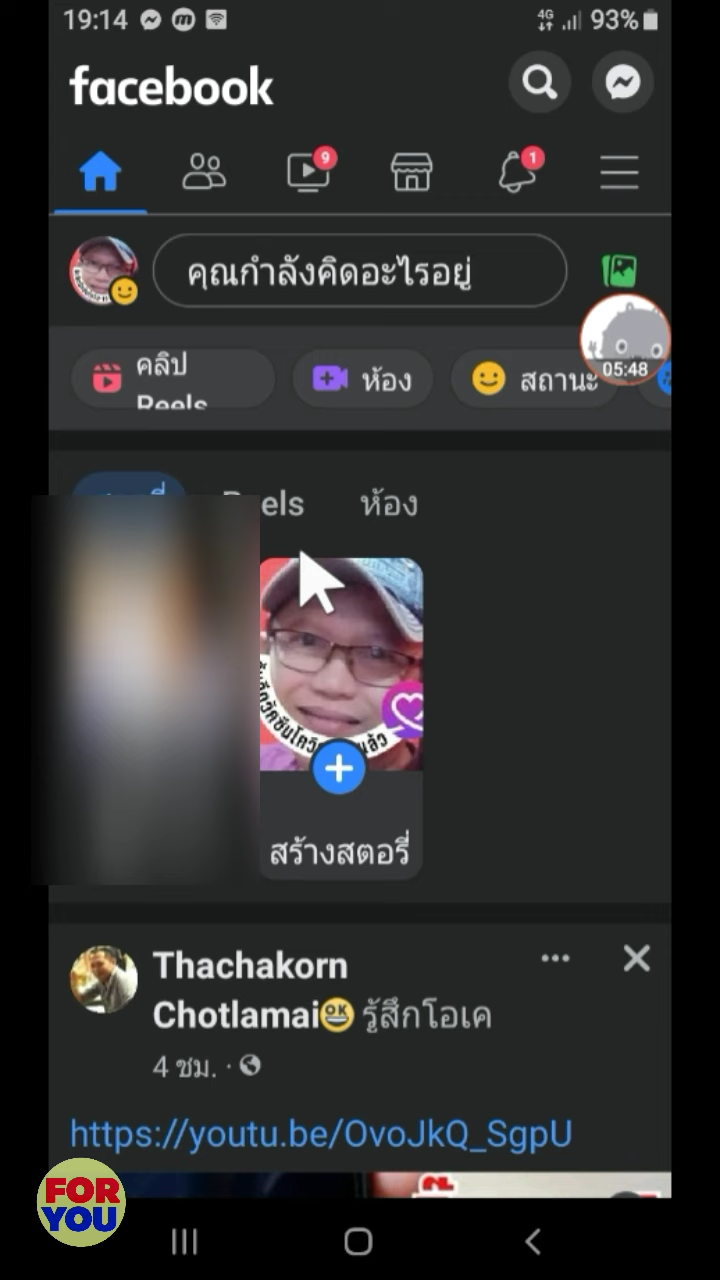 19:14
4G
93%
facebook
9
1
คุณกำลังคิดอะไรอยู่
คลิป
Reels
ห้อง
สถานะ
05:48
Reels
ห้อง
สร้างสตอรี่
Thachakorn
Chotlamai รู้สึกโอเค
4 ชม.
https://youtu.be/OvoJkQ_SgpU
FOR
YOU